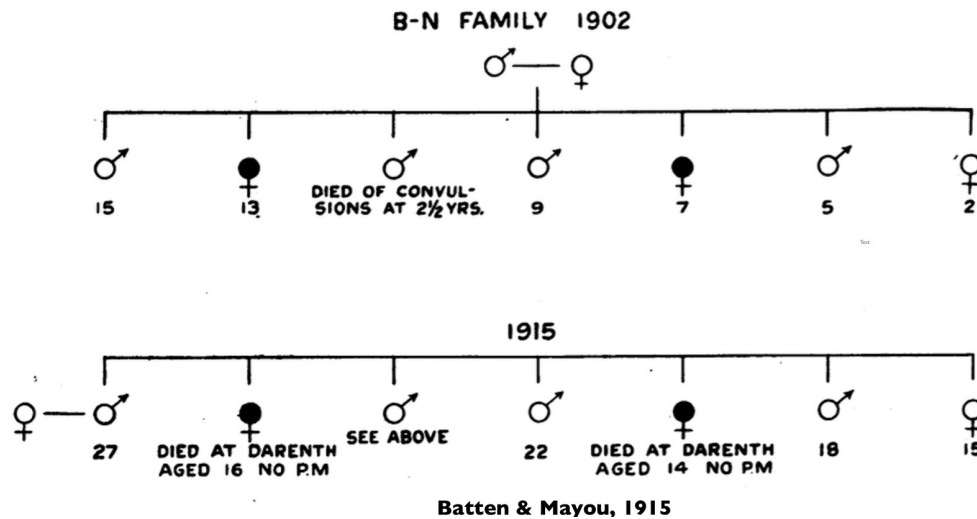 B-N FAMILY 1902
15
13
DIED OF CONVUL-
SIONS AT 2½ YRS.
9
7
5
2
Text
1915
27
DIED AT DARENTH
AGED 16 NO P.M
SEE ABOVE
22
DIED AT DARENTH
AGED 14 NO P.M
18
15
Batten & Mayou, 1915